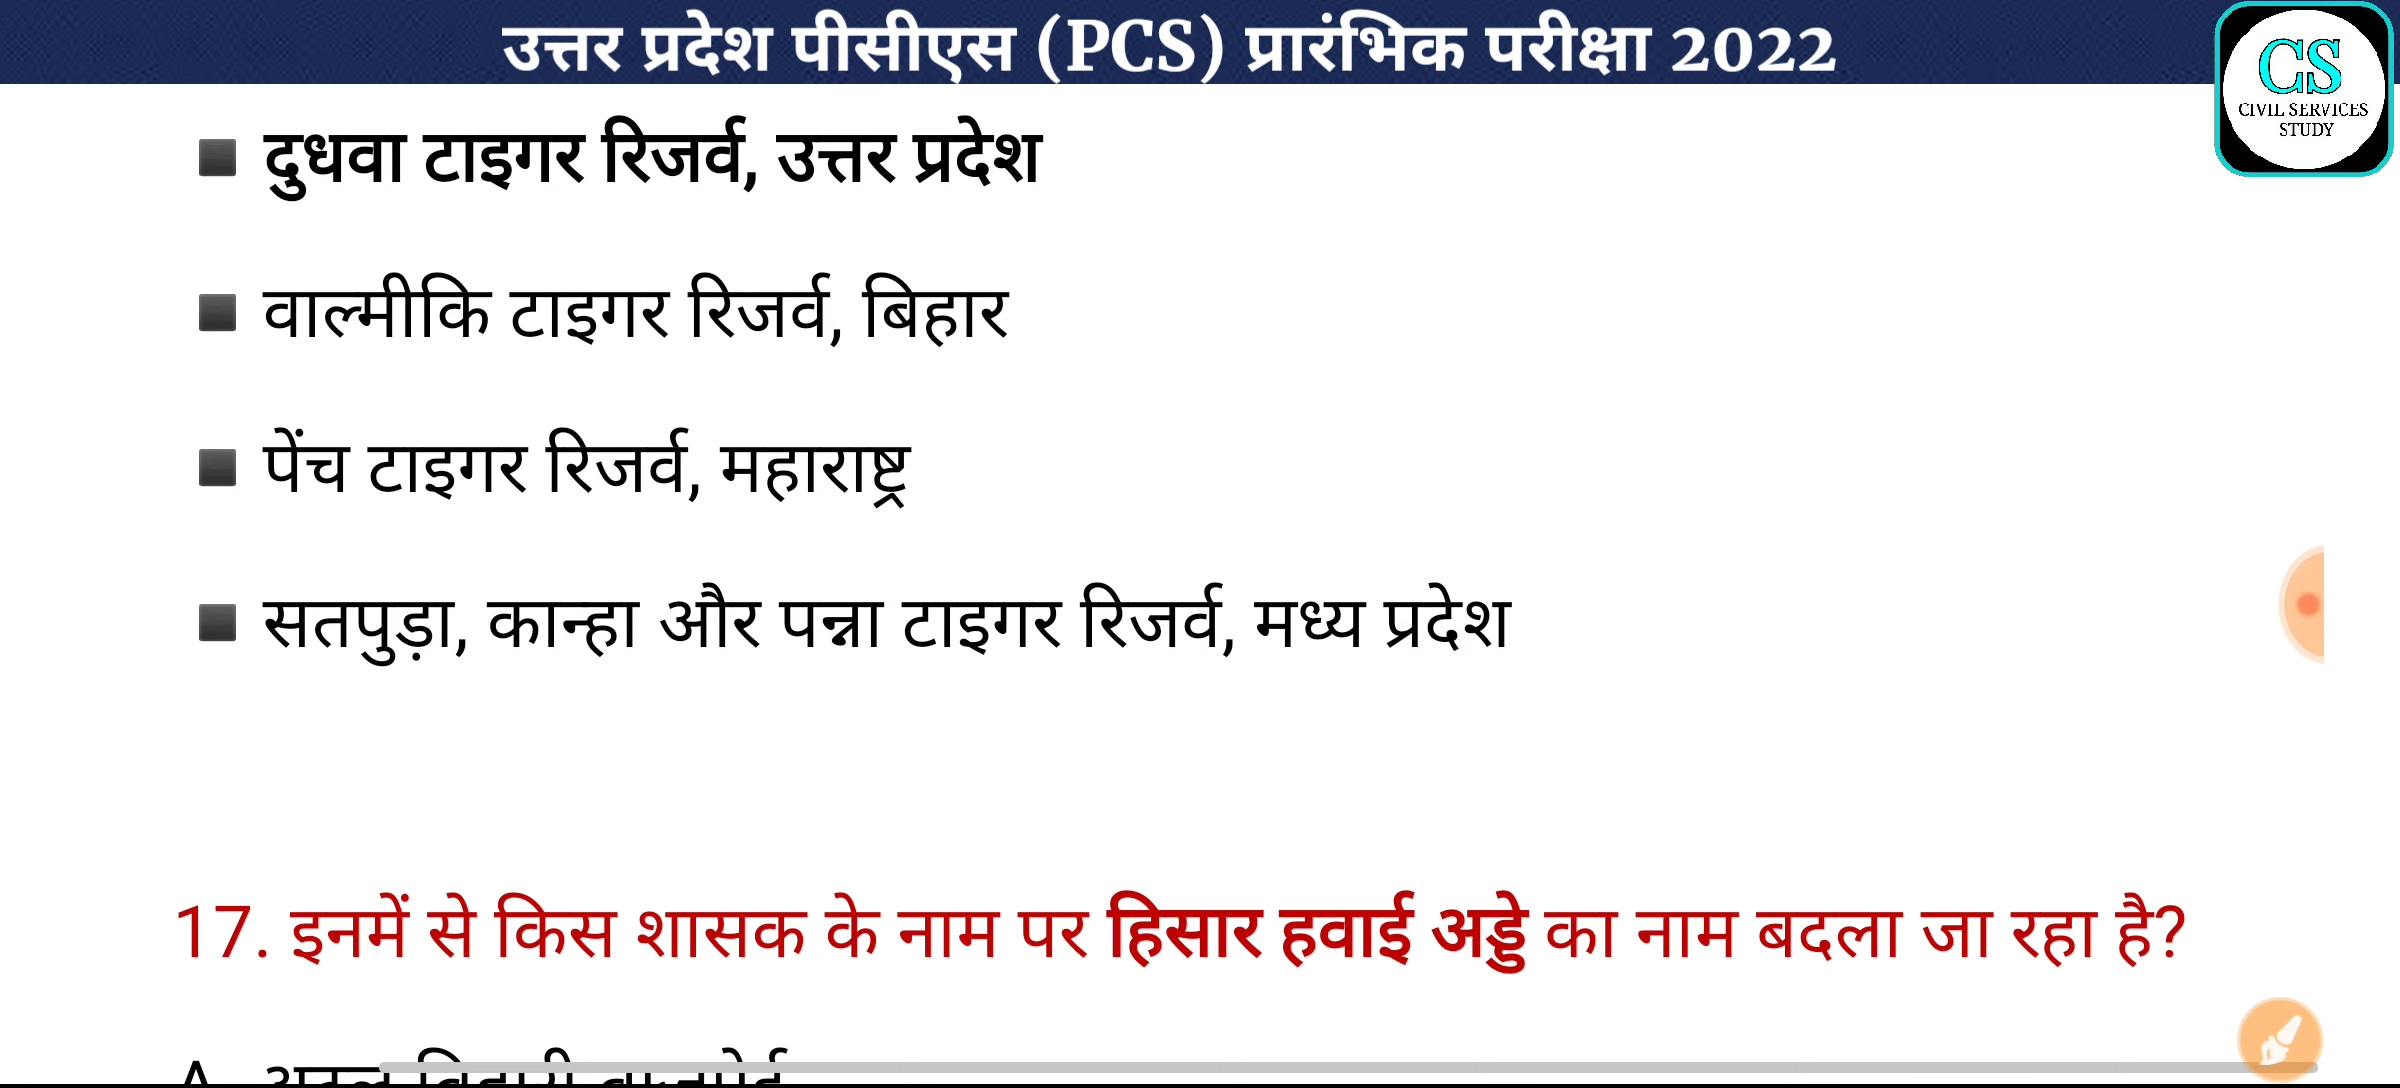 उत्तर प्रदेश पीसीएस (PCS) प्रारंभिक परीक्षा 2022
CS
CIVIL SERVICES
STUDY
दुधवा टाइगर रिजर्व, उत्तर प्रदेश
वाल्मीकि टाइगर रिजर्व, बिहार
पेंच टाइगर रिजर्व, महाराष्ट्र
सतपुड़ा, कान्हा और पन्ना टाइगर रिजर्व, मध्य प्रदेश
17. इनमें से किस शासक के नाम पर हिसार हवाई अड्डे का नाम बदला जा रहा है?